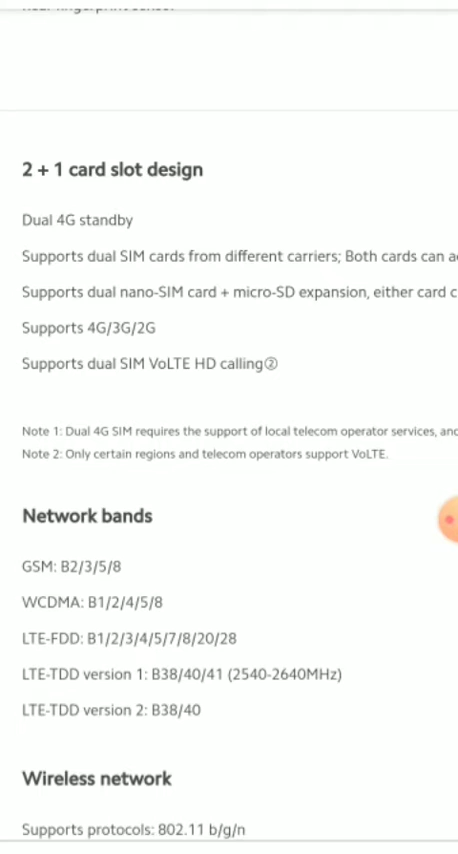 2 + 1 card slot design
Dual 4G standby
Supports dual SIM cards from different carriers; Both cards can
Supports dual nano-SIM card + micro-SD expansion, either card
Supports 4G/3G/2G
Supports dual SIM VoLTE HD calling②
Note 1: Dual 4G SIM requires the support of local telecom operator services, and
Note 2: Only certain regions and telecom operators support VoLTE.
Network bands
GSM: B2/3/5/8
WCDMA: B1/2/4/5/8
LTE-FDD: B1/2/3/4/5/7/8/20/28
LTE-TDD version 1: B38/40/41 (2540-2640MHz)
LTE-TDD version 2: B38/40
Wireless network
Supports protocols: 802.11 b/g/n